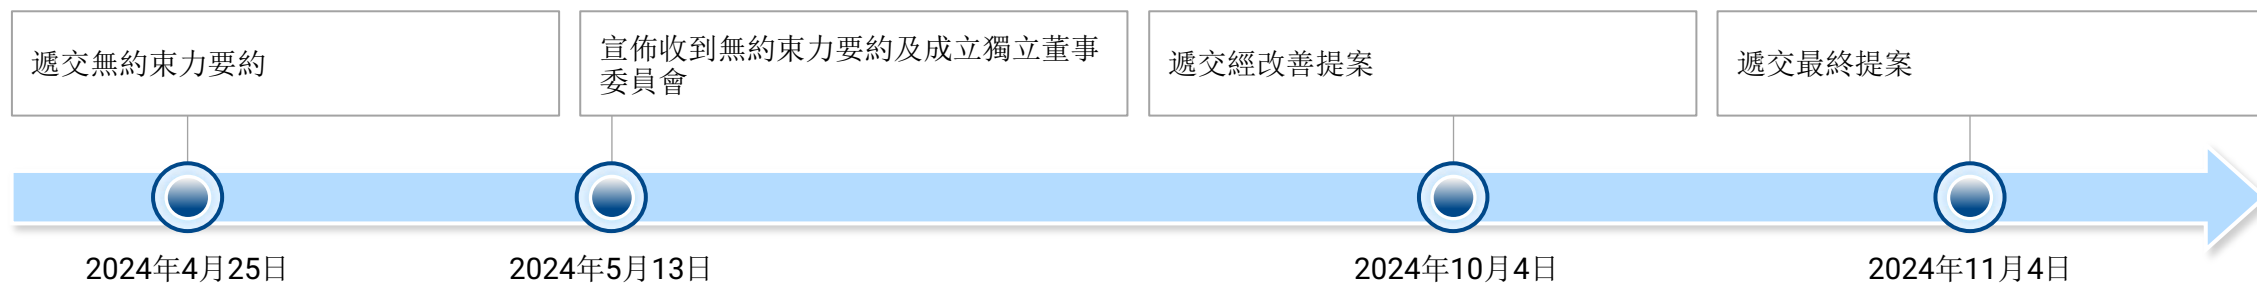 遞交無約束力要約
宣佈收到無約束力要約及成立獨立董事
委員會
遞交經改善提案
遞交最終提案
2024年4月25日
2024年5月13日
2024年10月4日
2024年11月4日